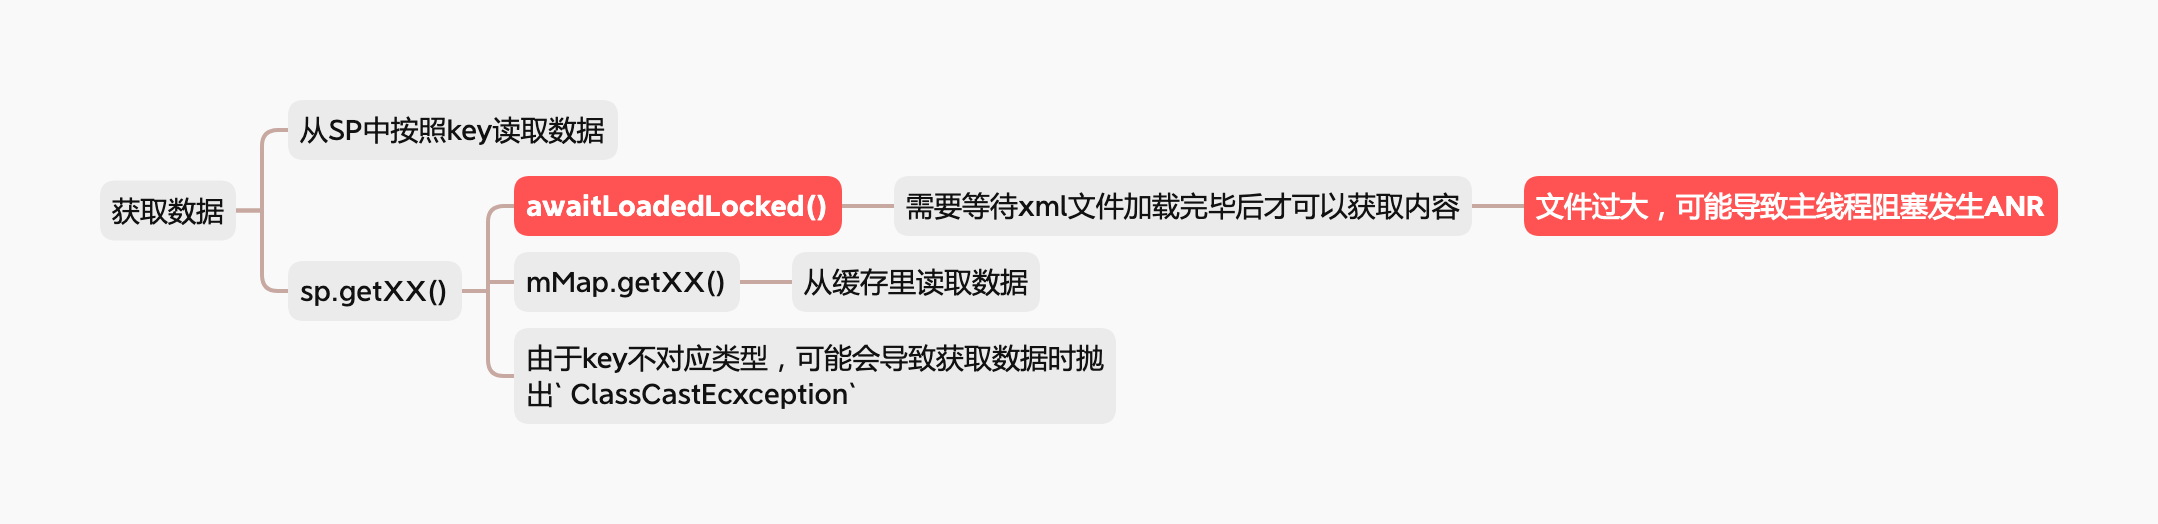 获取数据
从SP中按照key读取数据
sp.getXX()
awaitLoadedLocked()
需要等待xml文件加载完毕后才可以获取内容
文件过大，可能导致主线程阻塞发生ANR
mMap.getXX()
从缓存里读取数据
由于key不对应类型，可能会导致获取数据时抛
出` ClassCastEcxception`